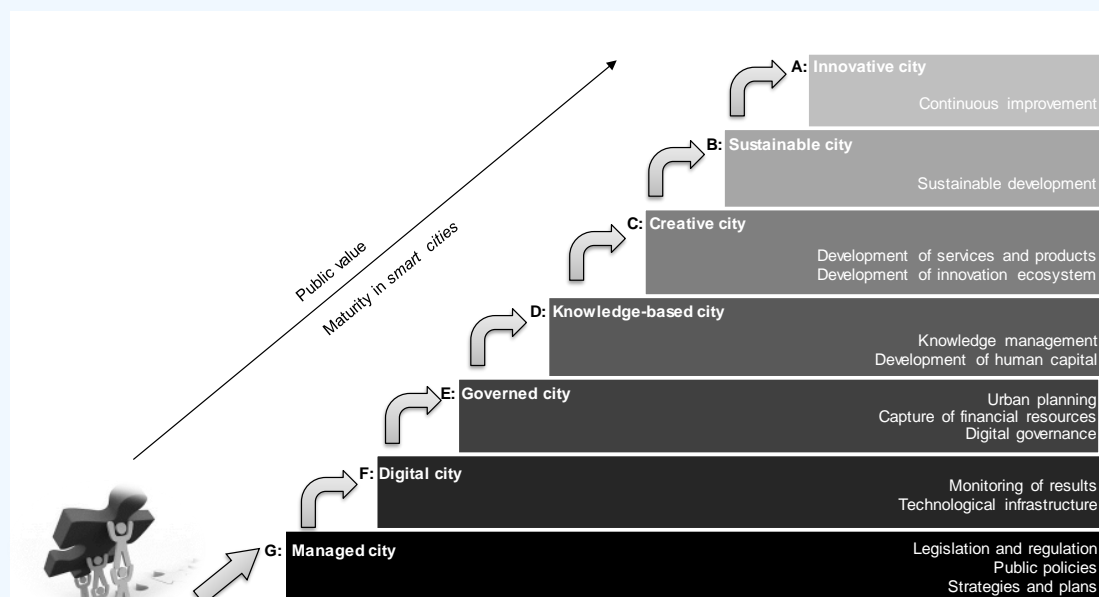 A: Innovative city
Continuous improvement
B: Sustainable city
Sustainable development
C: Creative city
Development of services and products
Development of innovation ecosystem
Public value
Maturity in smart cities
D: Knowledge-based city
Knowledge management
Development of human capital
E: Governed city
Urban planning
Capture of financial resources
Digital governance
F: Digital city
Monitoring of results
Technological infrastructure
G: Managed city
Legislation and regulation
Public policies
Strategies and plans